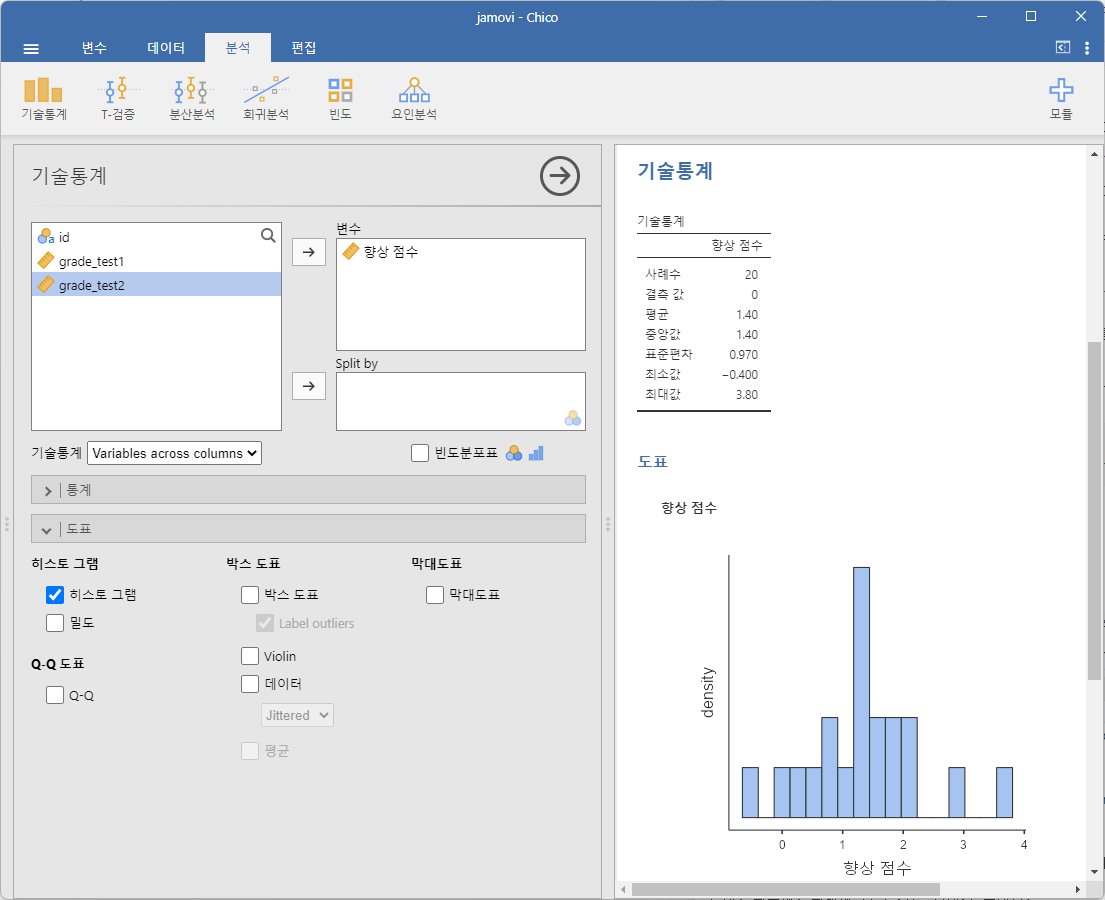 jamovi - Chico
변수 데이터 분석 편집
기술통계 T-검증 분산분석 회귀분석 빈도 요인분석 모듈
기술통계
id
grade_test1
grade_test2
변수
향상 점수
Split by
기술통계 Variables across columns
빈도분포표
통계
도표
히스토 그램
히스토 그램
밀도
Q-Q 도표
Q-Q
박스 도표
박스 도표
Label outliers
Violin
데이터
Jittered
평균
막대도표
막대도표
기술통계
기술통계
향상 점수
사례수 20
결측 값 0
평균 1.40
중앙값 1.40
표준편차 0.970
최소값 −0.400
최대값 3.80
도표
향상 점수
density
0 1 2 3 4
향상 점수